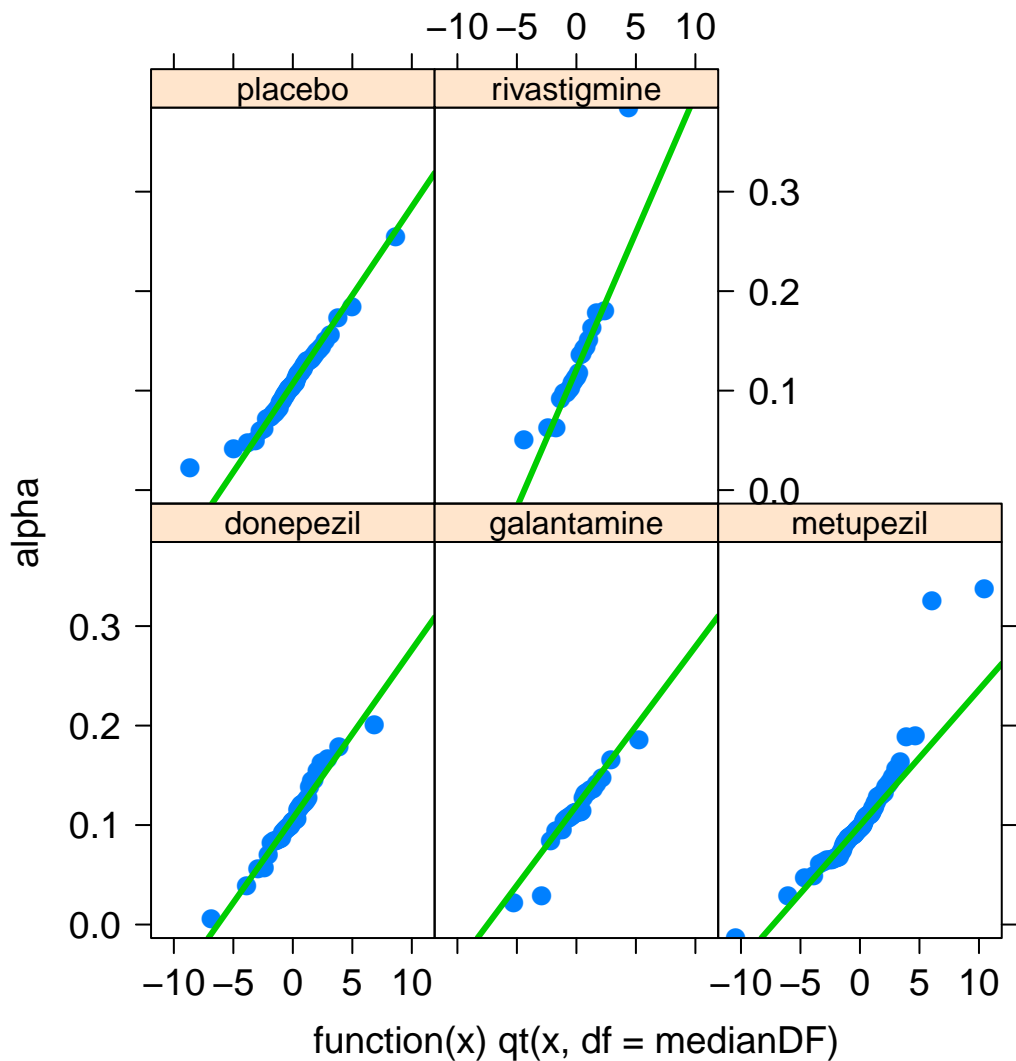 −10 −5 0 5 10
placebo rivastigmine
0.3
0.2
0.1
0.0
alpha
donepezil galantamine metupezil
0.3
0.2
0.1
0.0
−10 −5 0 5 10 −10 −5 0 5 10
function(x) qt(x, df = medianDF)